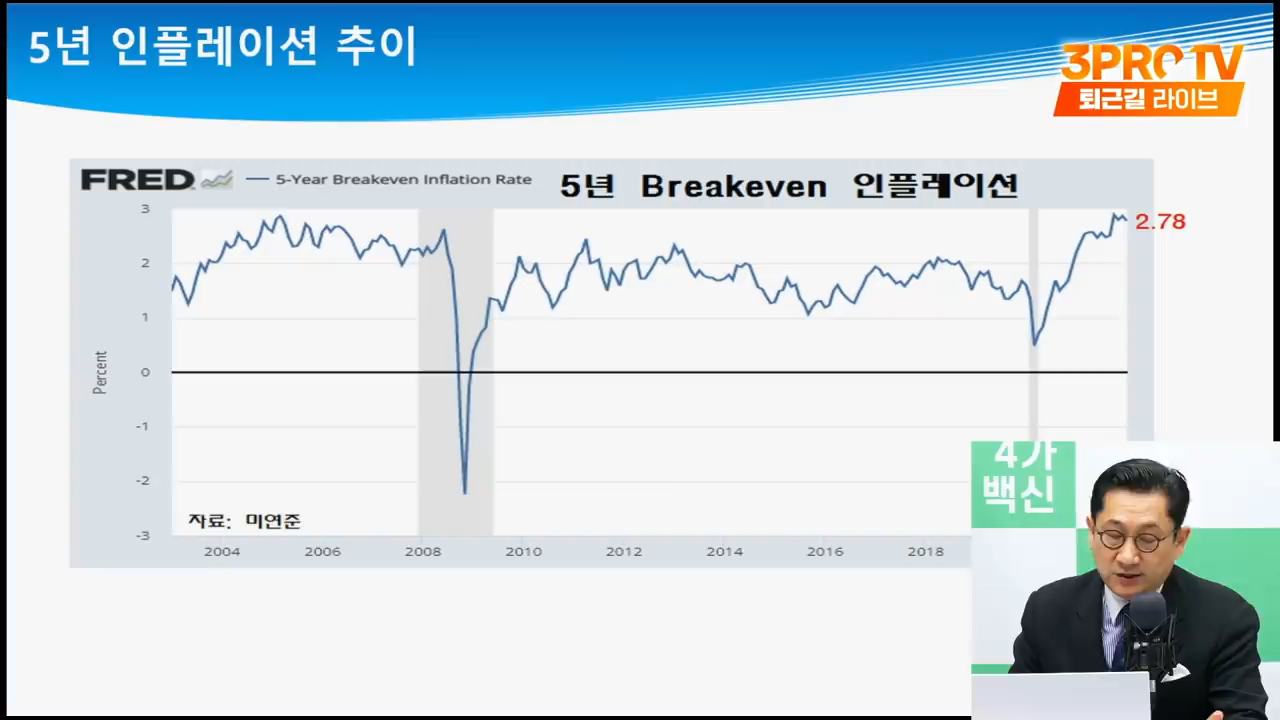 5년 인플레이션 추이
3PROTV
퇴근길 라이브
FRED
5-Year Breakeven Inflation Rate
5년 Breakeven 인플레이션
3
2.78
2
1
0
-1
-2
-3
Percent
자료: 미연준
2004
2006
2008
2010
2012
2014
2016
2018
4가
백신